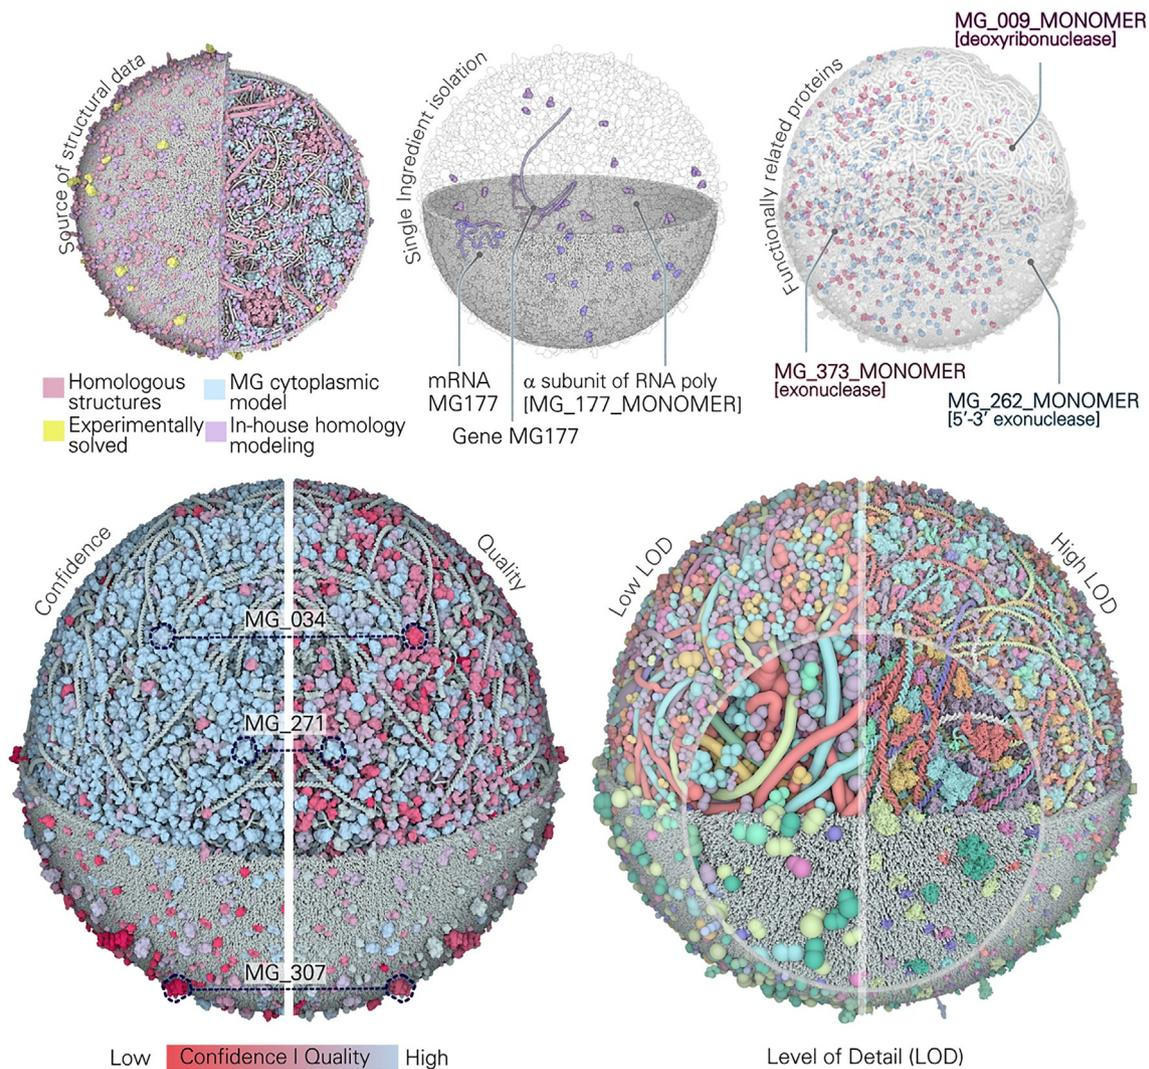 MG_009_MONOMER
[deoxyribonuclease]
Source of structural data
Single Ingredient isolation
Functionally related proteins
Homologous
structures
MG cytoplasmic
model
Experimentally
solved
In-house homology
modeling
mRNA
MG177
α subunit of RNA poly
[MG_177_MONOMER]
Gene MG177
MG_373_MONOMER
[exonuclease]
MG_262_MONOMER
[5′-3′ exonuclease]
Confidence
Quality
MG_034
MG_271
MG_307
Low
Confidence | Quality
High
Low LOD
High LOD
Level of Detail (LOD)